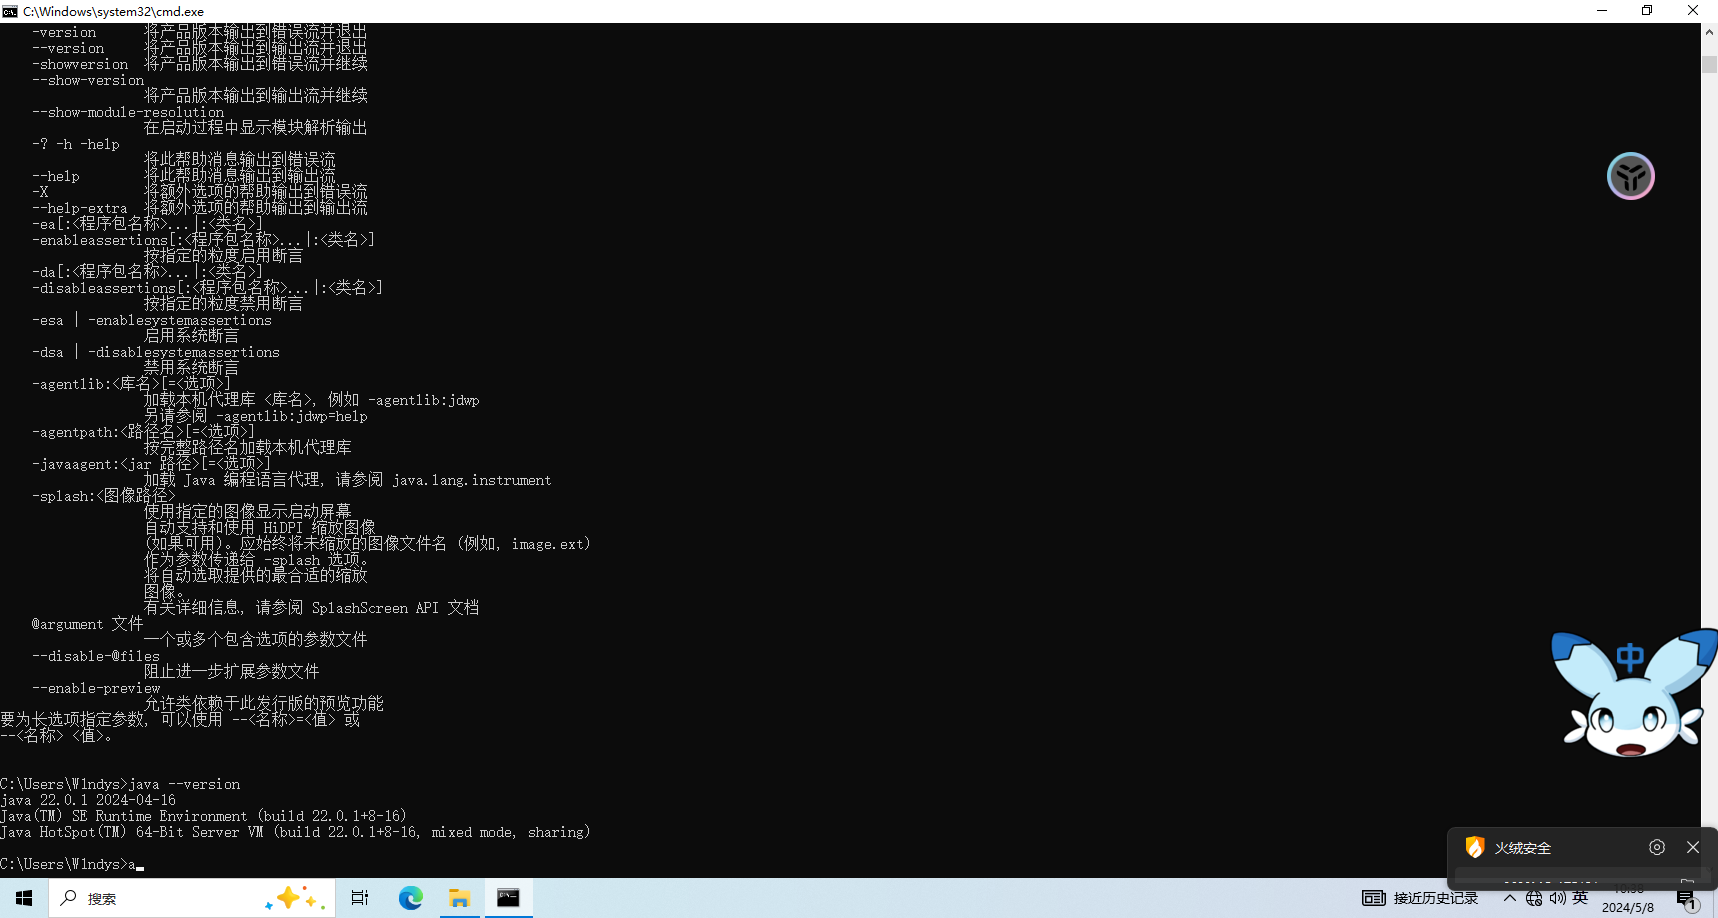 C:\Windows\system32\cmd.exe
-version 将产品版本输出到错误流并退出
--version 将产品版本输出到输出流并退出
-showversion 将产品版本输出到错误流并继续
--show-version
将产品版本输出到输出流并继续
--show-module-resolution
在启动过程中显示模块解析输出
-? -h -help
将此帮助消息输出到错误流
--help 将此帮助消息输出到输出流
-X 将额外选项的帮助输出到错误流
--help-extra 将额外选项的帮助输出到输出流
-ea[:<程序包名称>...|:<类名>]
-enableassertions[:<程序包名称>...|:<类名>]
按指定的粒度启用断言
-da[:<程序包名称>...|:<类名>]
-disableassertions[:<程序包名称>...|:<类名>]
按指定的粒度禁用断言
-esa | -enablesystemassertions
启用系统断言
-dsa | -disablesystemassertions
禁用系统断言
-agentlib:<库名>[=<选项>]
加载本机代理库 <库名>, 例如 -agentlib:jdwp
另请参阅 -agentlib:jdwp=help
-agentpath:<路径名>[=<选项>]
按完整路径名加载本机代理库
-javaagent:<jar 路径>[=<选项>]
加载 Java 编程语言代理, 请参阅 java.lang.instrument
-splash:<图像路径>
使用指定的图像显示启动屏幕
自动支持和使用 HiDPI 缩放图像
(如果可用)。应始终将未缩放的图像文件名 (例如, image.ext)
作为参数传递给 -splash 选项。
将自动选取提供的最合适的缩放
图像。
有关详细信息, 请参阅 SplashScreen API 文档
@argument 文件
一个或多个包含选项的参数文件
--disable-@files
阻止进一步扩展参数文件
--enable-preview
允许类依赖于此发行版的预览功能
要为长选项指定参数, 可以使用 --<名称>=<值> 或
--<名称> <值>。
C:\Users\W1ndys>java --version
java 22.0.1 2024-04-16
Java(TM) SE Runtime Environment (build 22.0.1+8-16)
Java HotSpot(TM) 64-Bit Server VM (build 22.0.1+8-16, mixed mode, sharing)
C:\Users\W1ndys>a
中
火绒安全
搜索
接近历史记录
英
2024/5/8
1